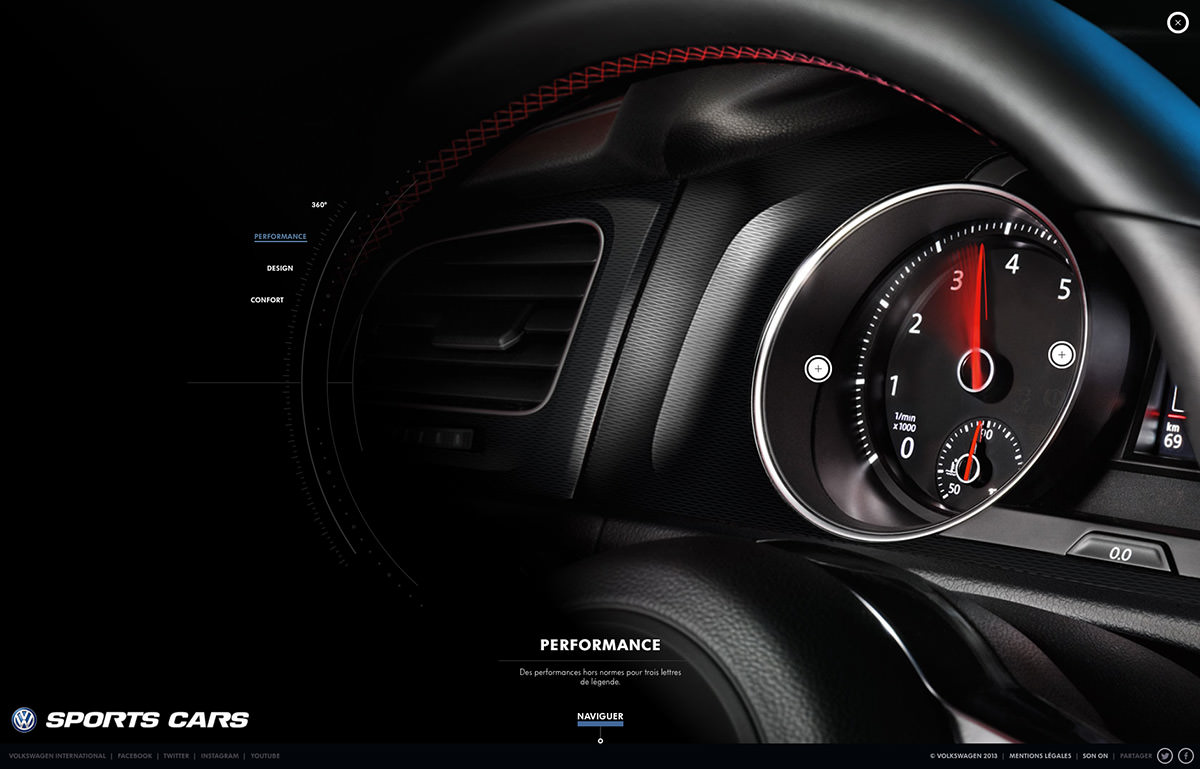 360°
PERFORMANCE
DESIGN
CONFORT
3
4
5
2
1
1/min
x 1000
0
90
50
km
69
0.0
PERFORMANCE
Des performances hors normes pour trois lettres
de légende.
NAVIGUER
SPORTS CARS
VOLKSWAGEN INTERNATIONAL | FACEBOOK | TWITTER | INSTAGRAM | YOUTUBE
© VOLKSWAGEN 2013 | MENTIONS LÉGALES | SON ON | PARTAGER